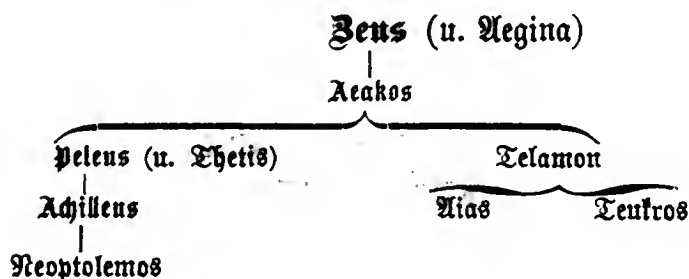 Zeus (u. Aegina)
Aeakos
Peleus (u. Thetis) Telamon
Achilleus Aias Teukros
Neoptolemos